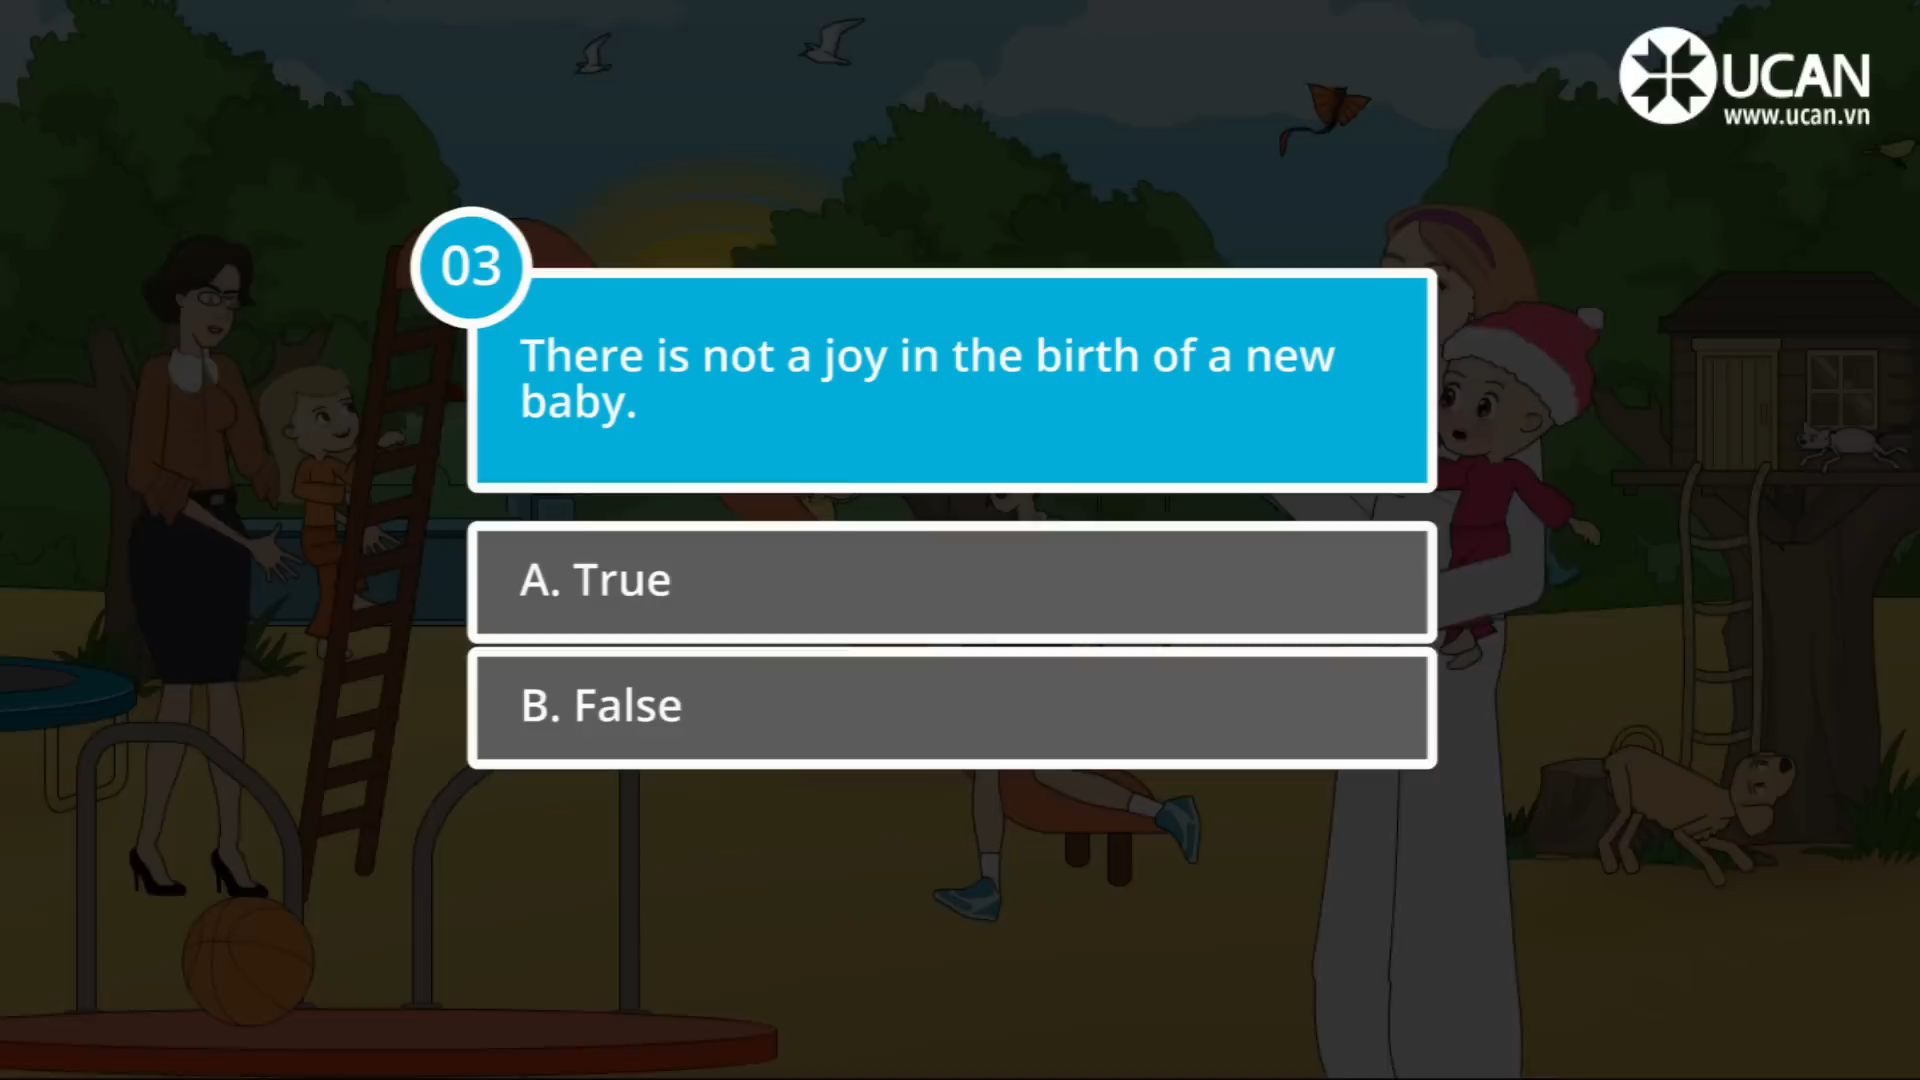 UCAN
www.ucan.vn
03
There is not a joy in the birth of a new
baby.
A. True
B. False